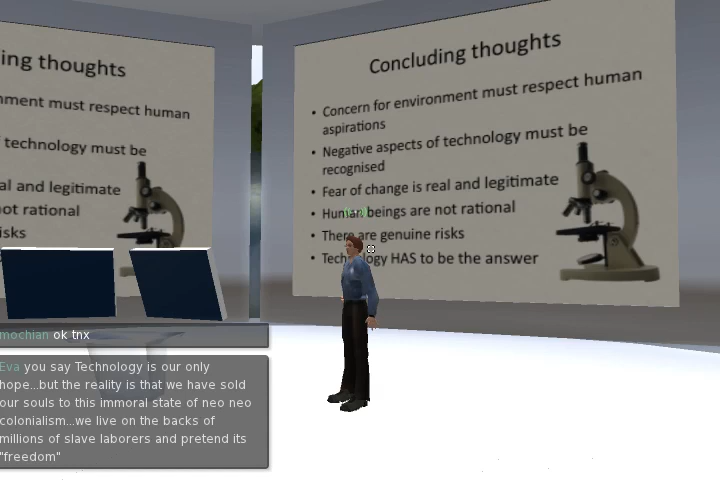 ing thoughts
nment must respect human
of technology must be
al and legitimate
not rational
isks
Concluding thoughts
• Concern for environment must respect human
aspirations
• Negative aspects of technology must be
recognised
• Fear of change is real and legitimate
• Human beings are not rational
• There are genuine risks
• Technology HAS to be the answer
mochian ok tnx
Eva you say Technology is our only
hope...but the reality is that we have sold
our souls to this immoral state of neo neo
colonialism...we live on the backs of
millions of slave laborers and pretend its
"freedom"